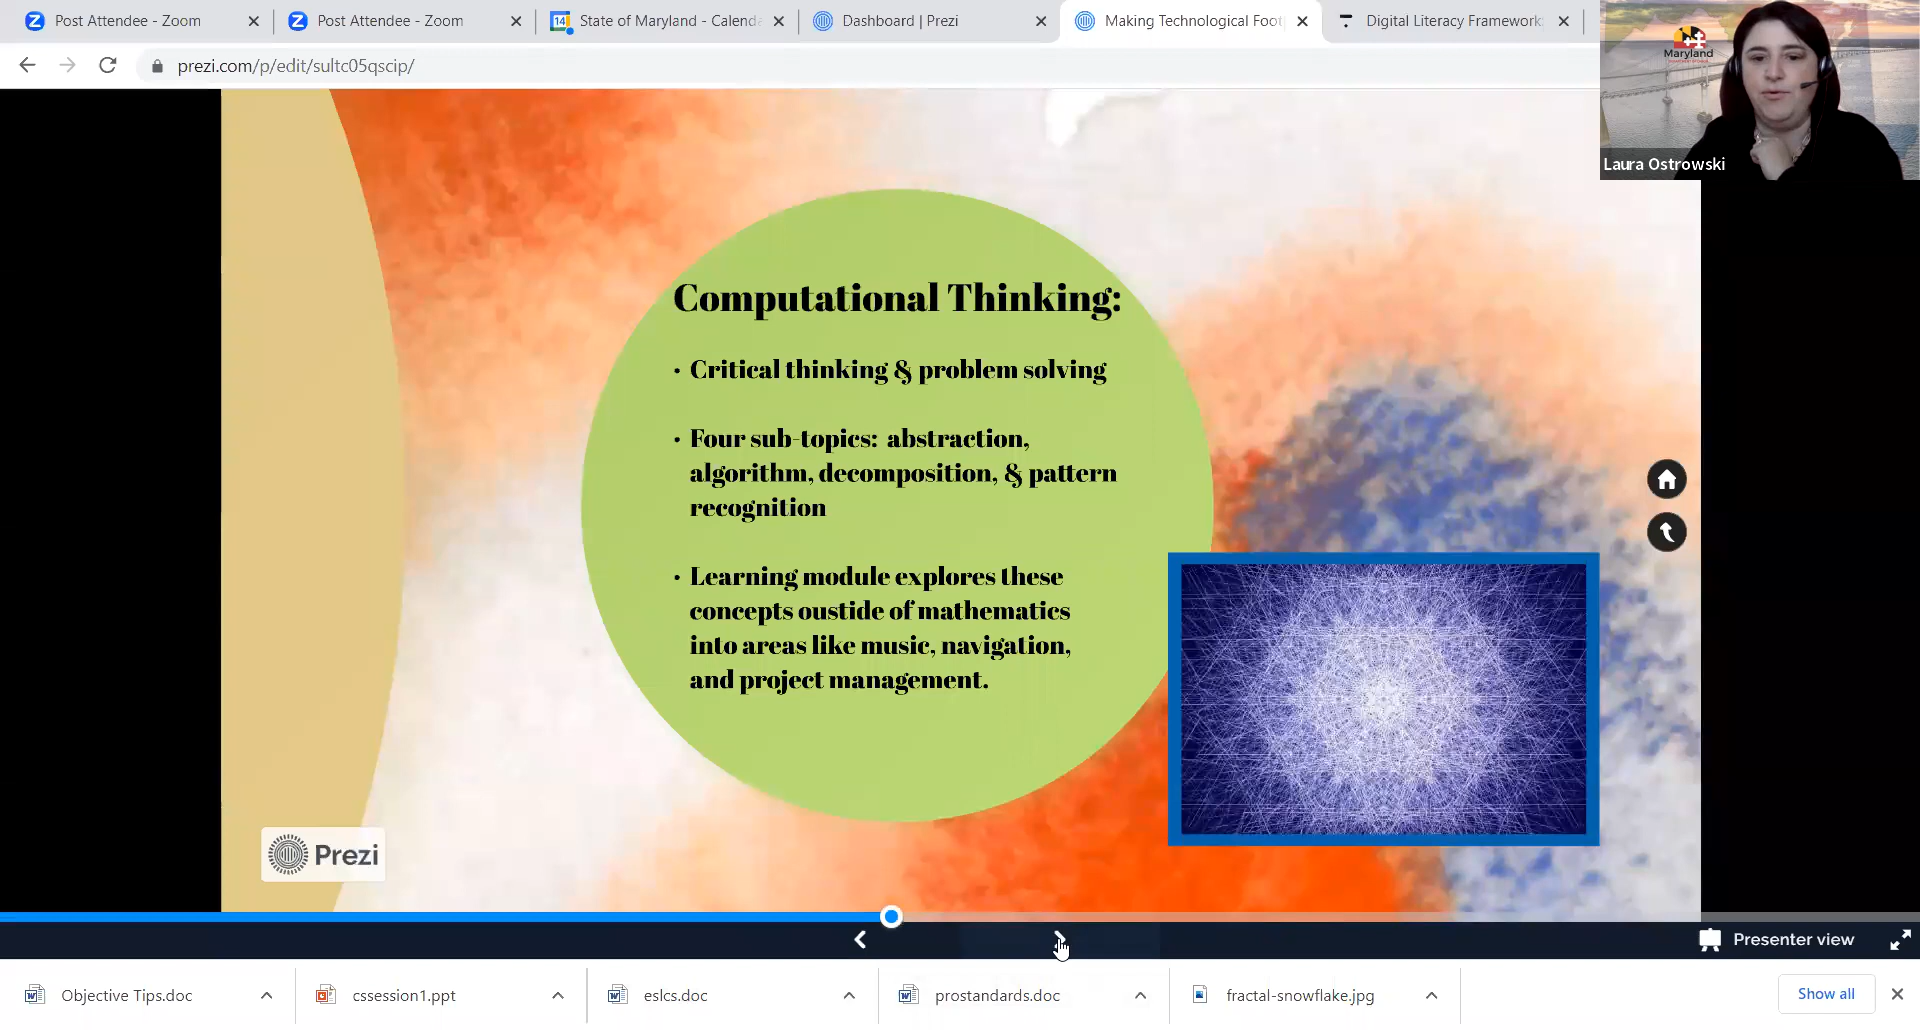 Post Attendee - Zoom
Post Attendee - Zoom
14
State of Maryland - Calend
Dashboard | Prezi
Making Technological Foo
Digital Literacy Framework
prezi.com/p/edit/sultc05qscip/
Maryland
Laura Ostrowski
Computational Thinking:
• Critical thinking & problem solving
• Four sub-topics: abstraction,
algorithm, decomposition, & pattern
recognition
• Learning module explores these
concepts oustide of mathematics
into areas like music, navigation,
and project management.
Prezi
Presenter view
Objective Tips.doc
cssession1.ppt
eslcs.doc
prostandards.doc
fractal-snowflake.jpg
Show all